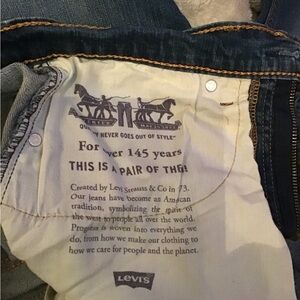 NEVER GOES OUT OF STYLE"
For over 145 years
THIS IS A PAIR OF THE
Created by Levi Strauss & Co in 73.
Our jeans have become an American
tradition, symbolizing the of
the west to people all over the world.
Progress is woven into everything we
do, from how we make our clothing to
how we care for people and the planet.
LEVI'S